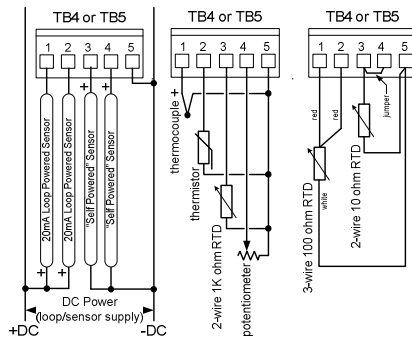 TB4 or TB5
1 2 3 4 5
+ +
20mA Loop Powered Sensor
20mA Loop Powered Sensor
"Self Powered" Sensor
"Self Powered" Sensor
+ +
DC Power
(loop/sensor supply)
+DC -DC
TB4 or TB5
1 2 3 4 5
thermocouple +
thermistor
2-wire 1K ohm RTD
potentiometer
TB4 or TB5
1 2 3 4 5
red
red
jumper
white
3-wire 100 ohm RTD
2-wire 10 ohm RTD